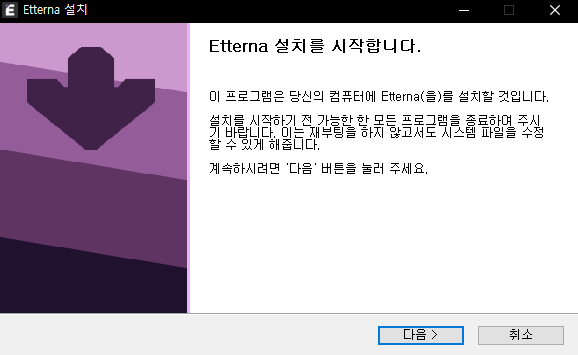 Etterna 설치
Etterna 설치를 시작합니다.
이 프로그램은 당신의 컴퓨터에 Etterna(을)를 설치할 것입니다.
설치를 시작하기 전 가능한 한 모든 프로그램을 종료하여 주시
기 바랍니다. 이는 재부팅을 하지 않고서도 시스템 파일을 수정
할 수 있게 해줍니다.
계속하시려면 '다음' 버튼을 눌러 주세요.
다음 >
취소